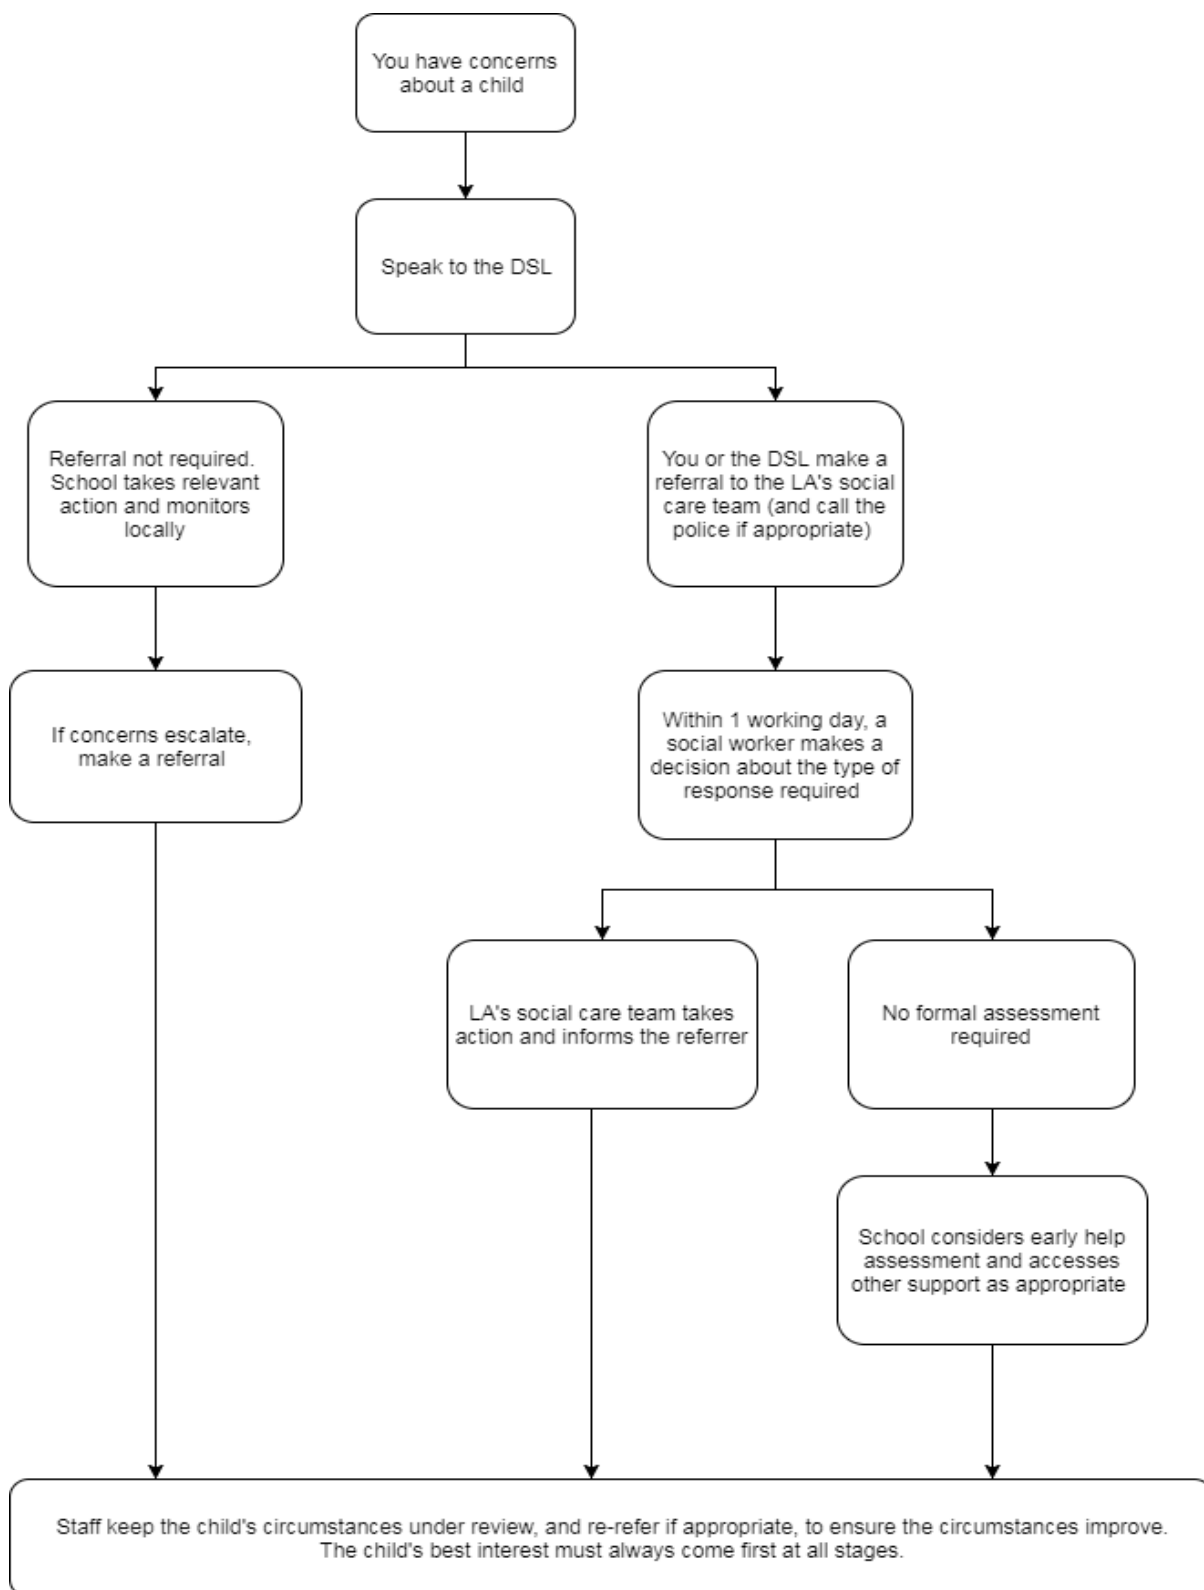 You have concerns
about a child
Speak to the DSL
Referral not required.
School takes relevant
action and monitors
locally
You or the DSL make a
referral to the LA's social
care team (and call the
police if appropriate)
If concerns escalate,
make a referral
Within 1 working day, a
social worker makes a
decision about the type of
response required
LA's social care team takes
action and informs the referrer
No formal assessment
required
School considers early help
assessment and accesses
other support as appropriate
Staff keep the child's circumstances under review, and re-refer if appropriate, to ensure the circumstances improve.
The child's best interest must always come first at all stages.